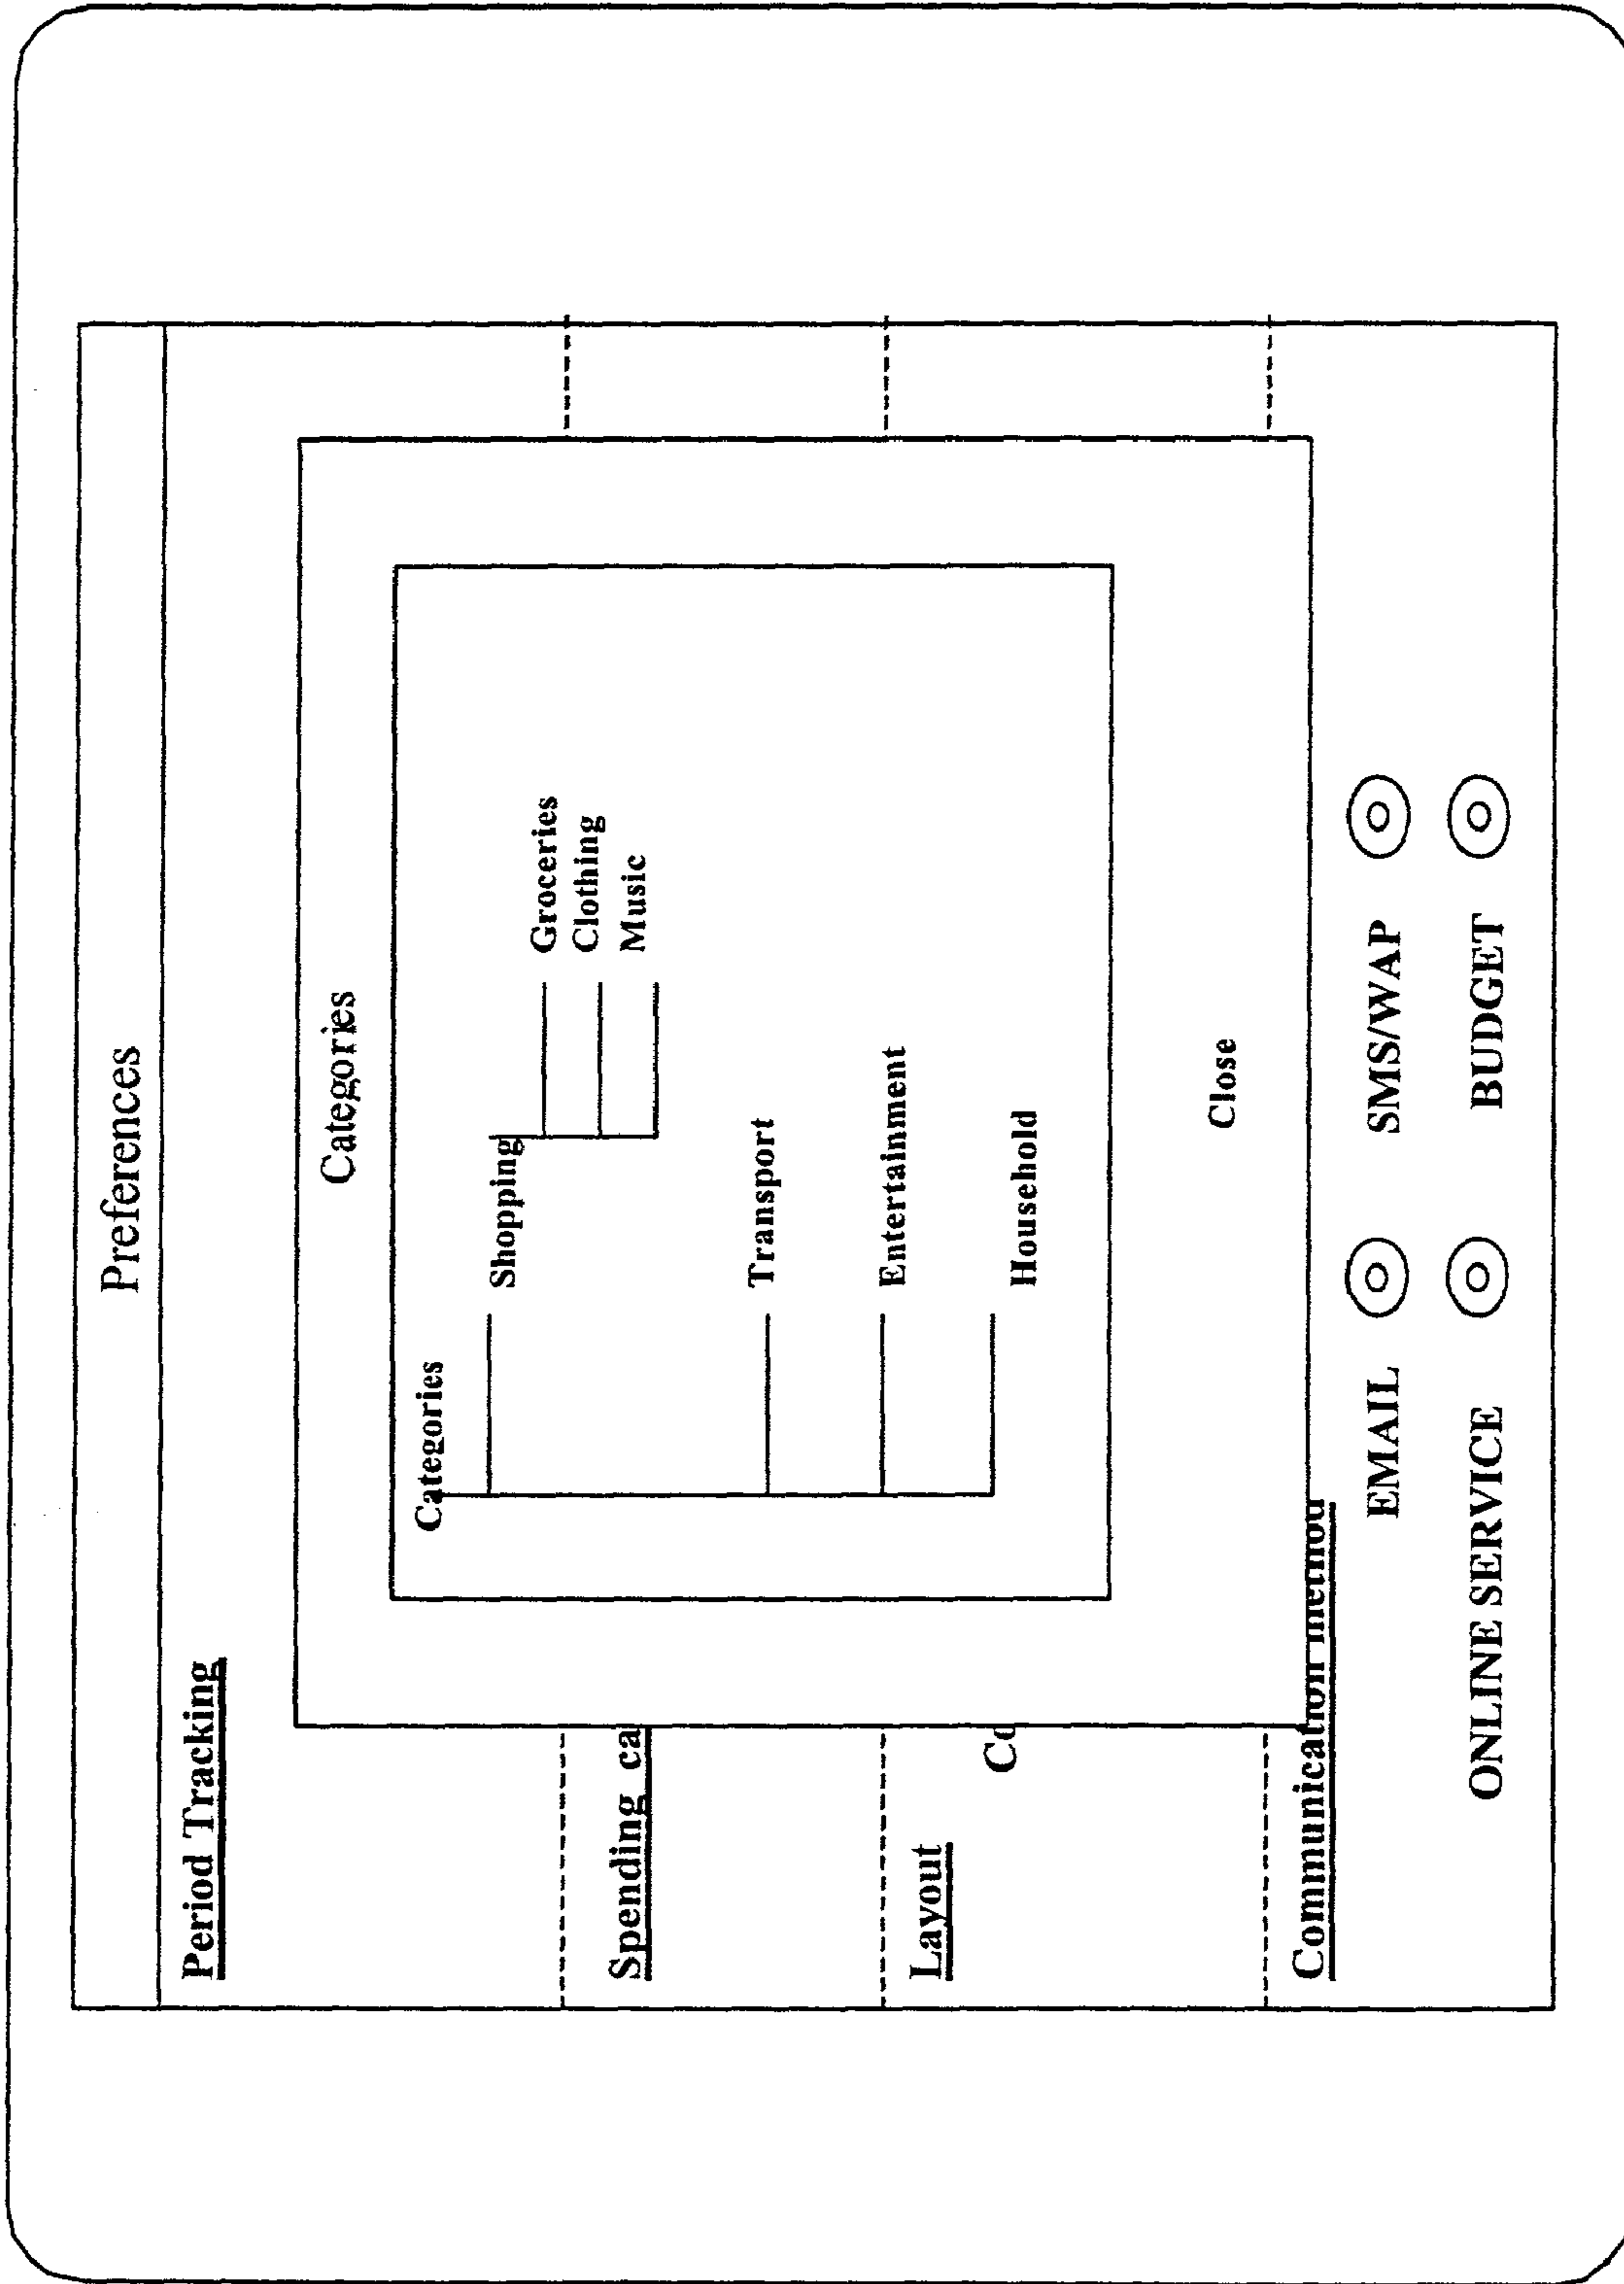 Preferences
Period Tracking
Categories
Categories
Shopping
Groceries
Clothing
Music
Spending ca
Transport
Entertainment
Layout
Household
Co
Close
Communication method
EMAIL SMS/WAP
ONLINE SERVICE BUDGET